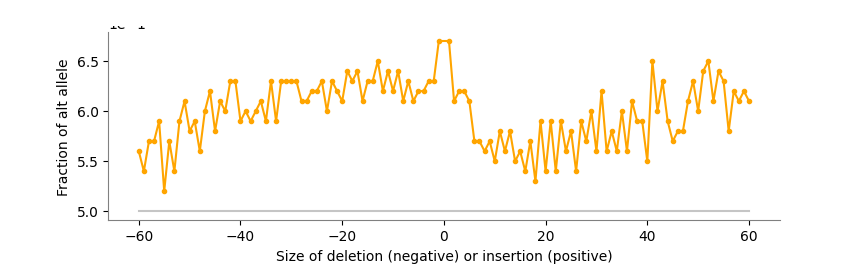 6.5
6.0
5.5
5.0
Fraction of alt allele
−60 −40 −20 0 20 40 60
Size of deletion (negative) or insertion (positive)